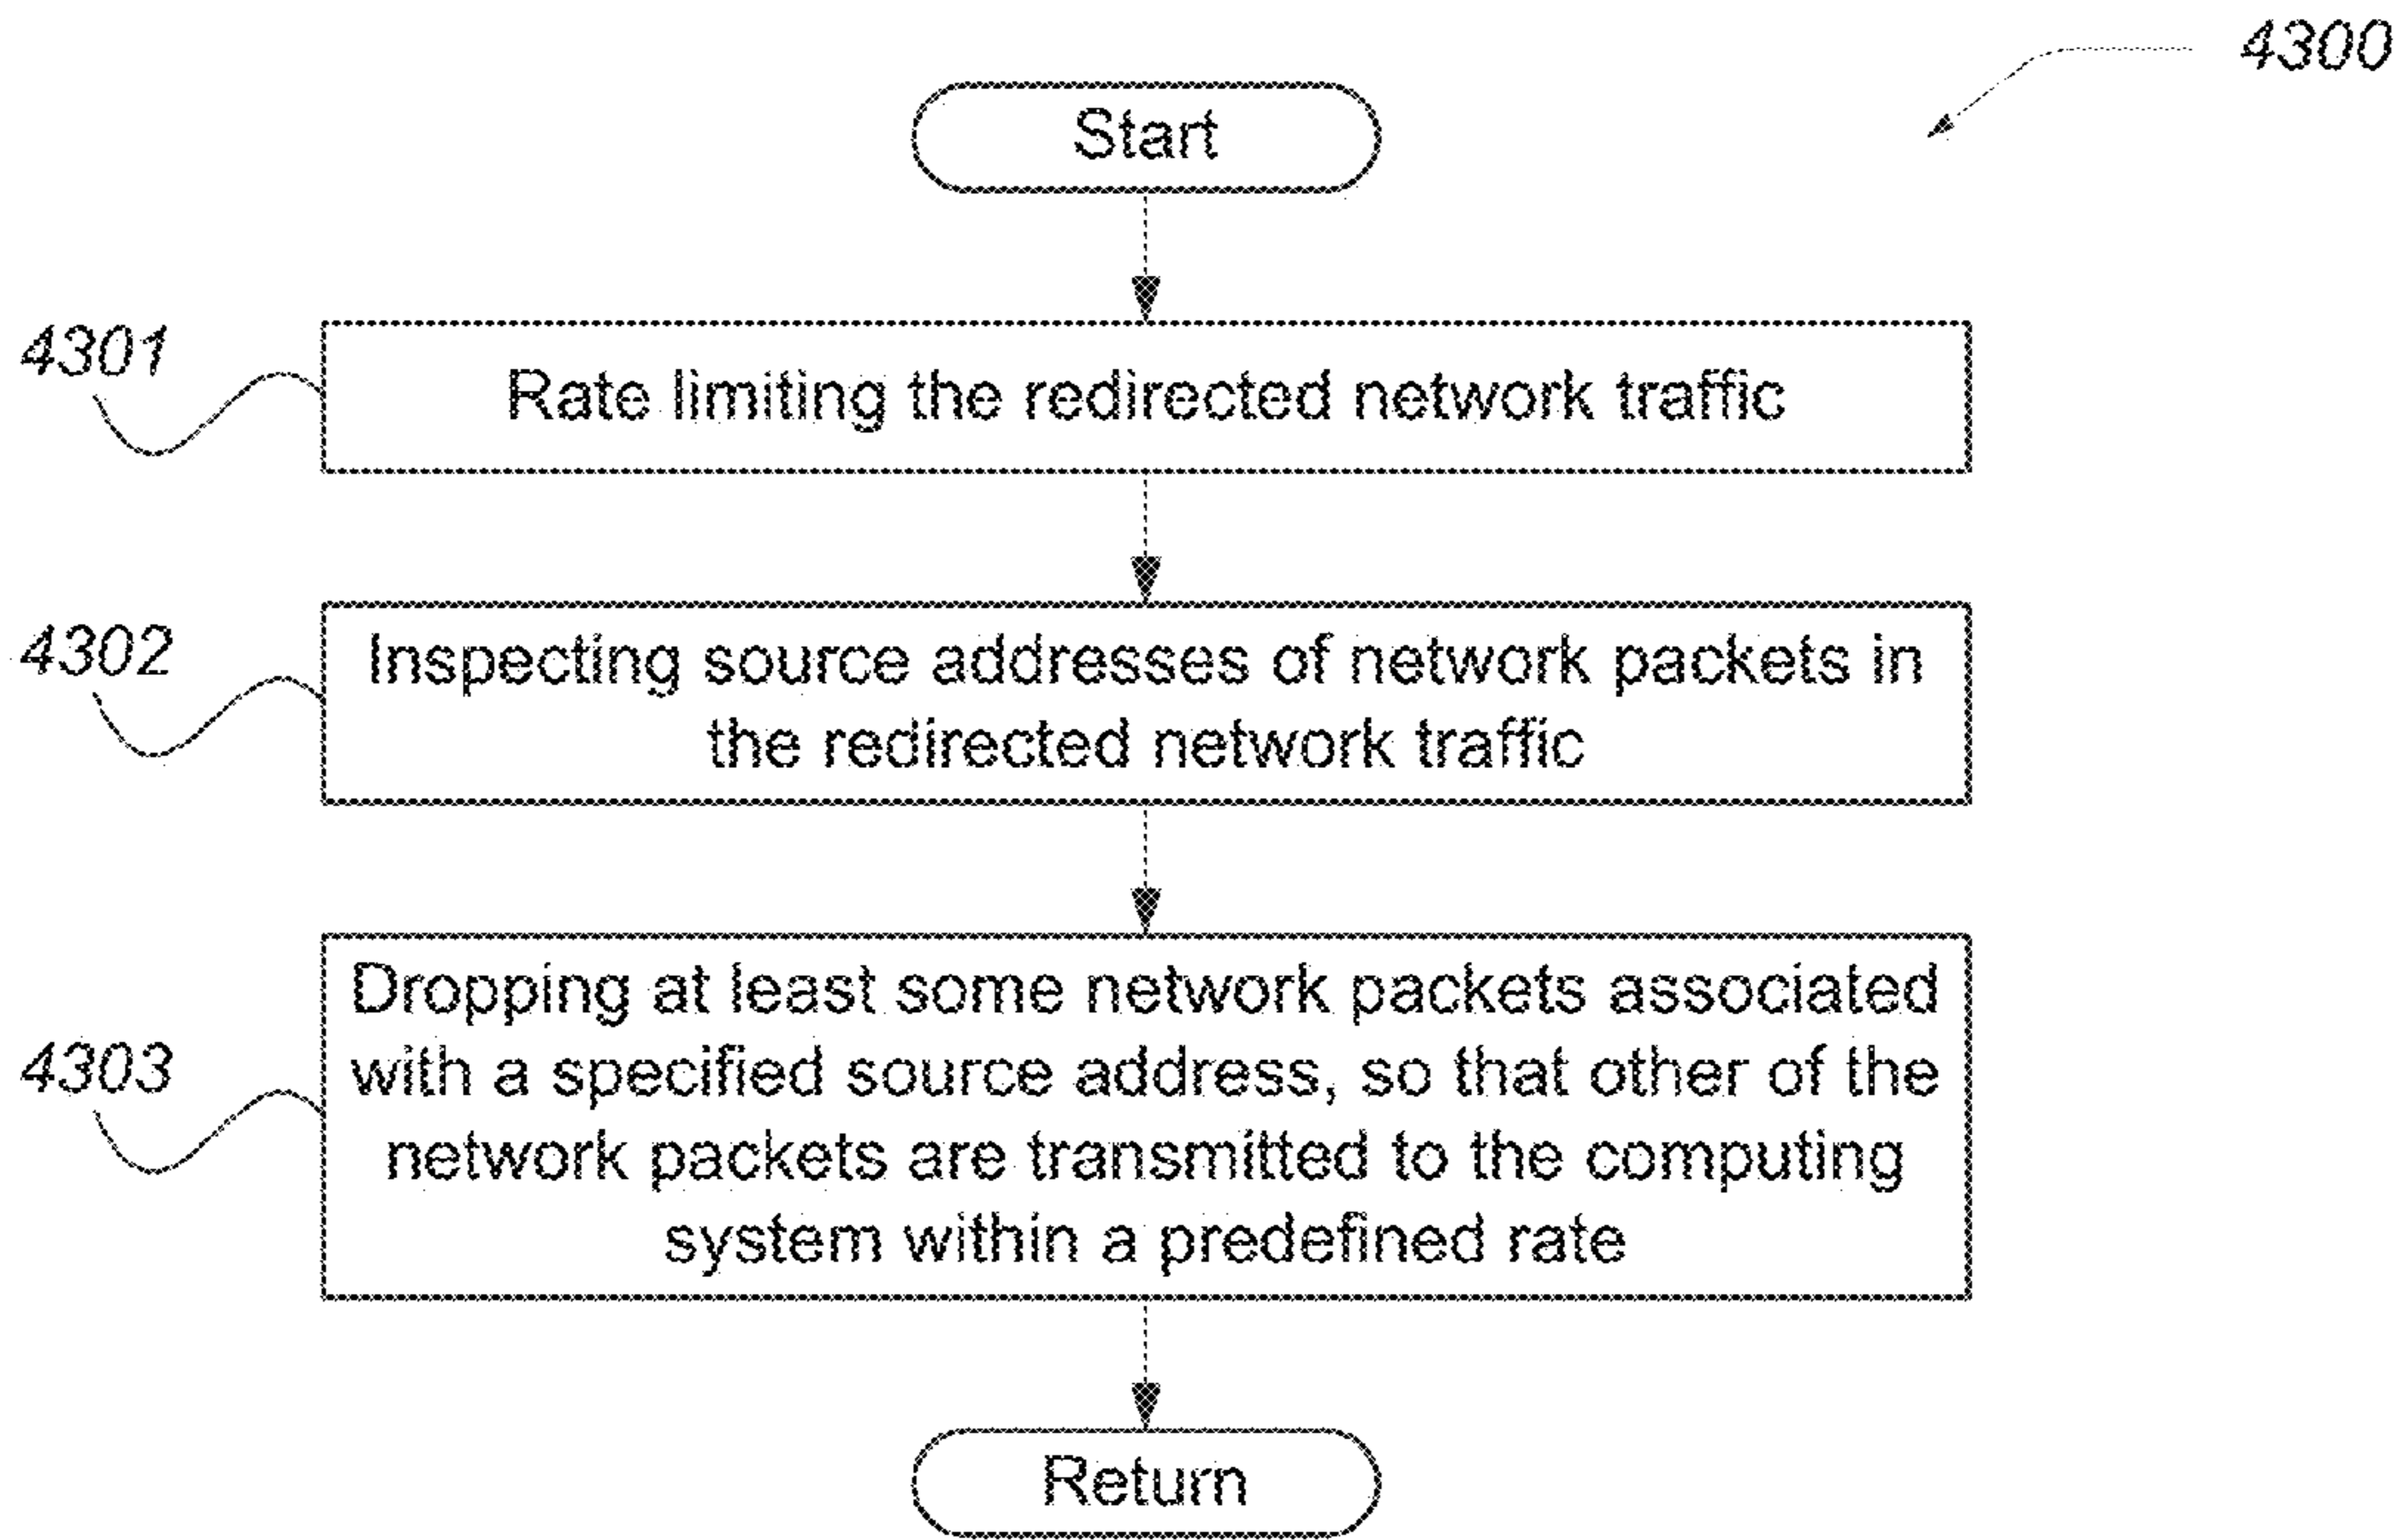 4300
Start
4301
Rate limiting the redirected network traffic
4302
Inspecting source addresses of network packets in
the redirected network traffic
4303
Dropping at least some network packets associated
with a specified source address, so that other of the
network packets are transmitted to the computing
system within a predefined rate
Return